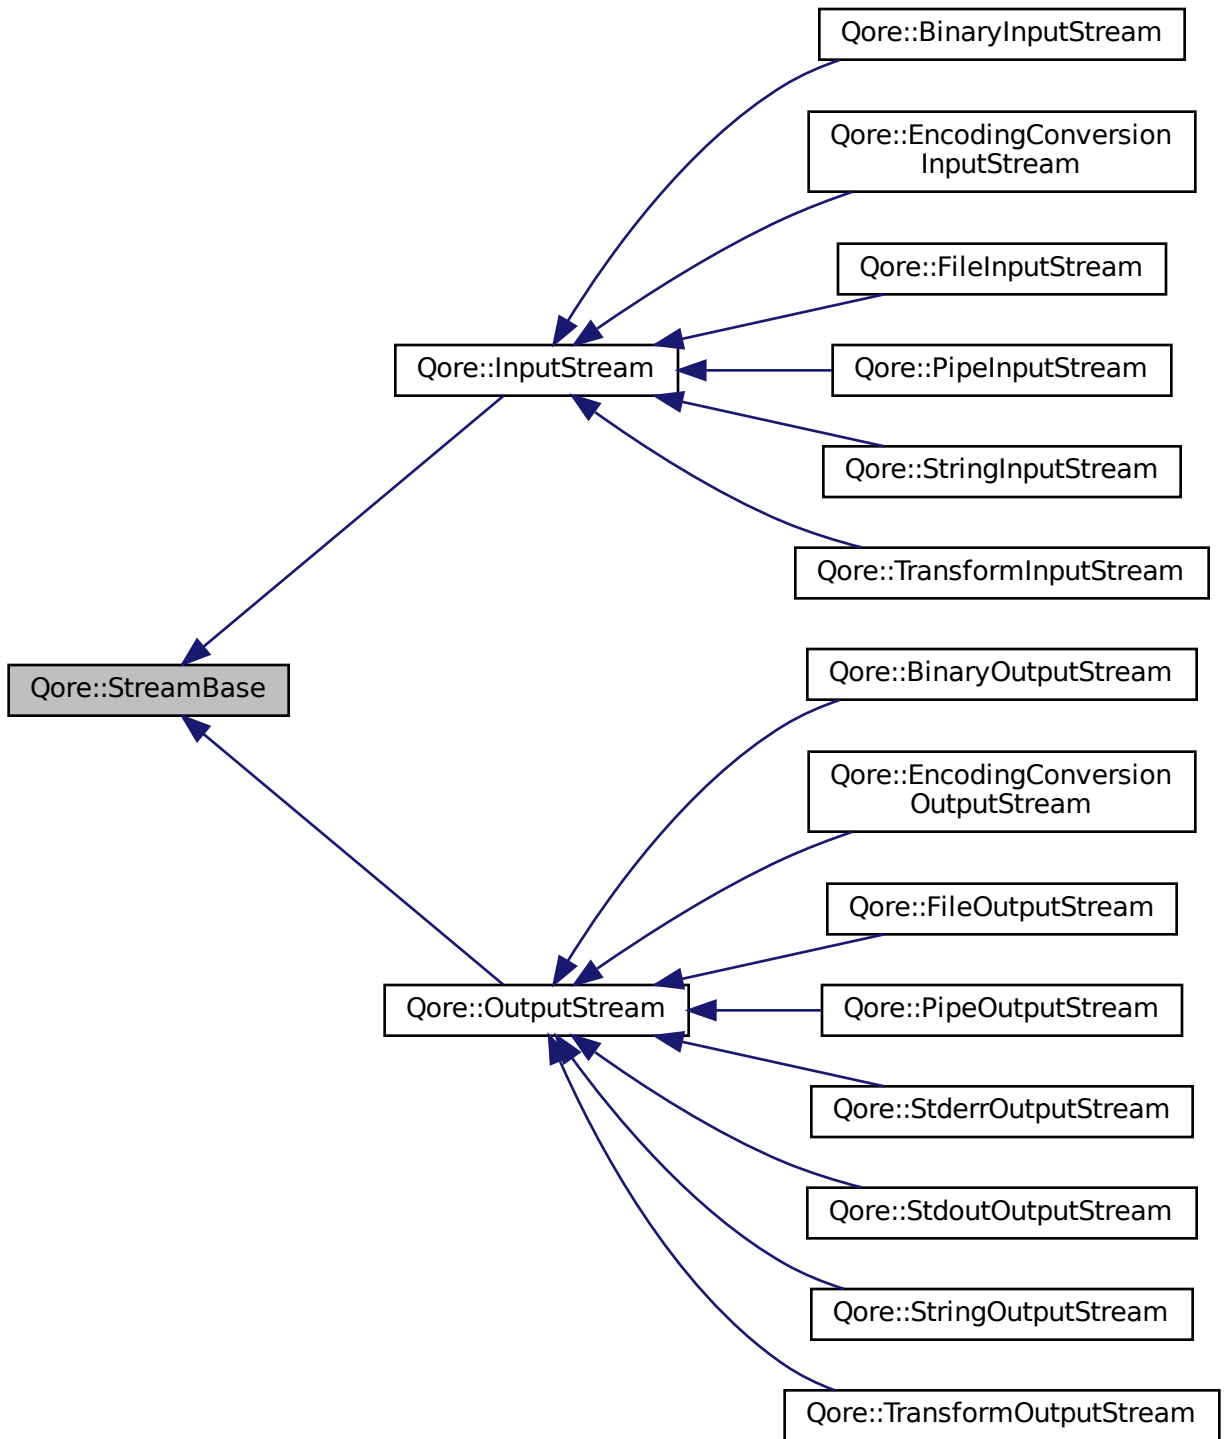 Qore::BinaryInputStream
Qore::EncodingConversion
InputStream
Qore::FileInputStream
Qore::InputStream
Qore::PipeInputStream
Qore::StringInputStream
Qore::TransformInputStream
Qore::StreamBase
Qore::BinaryOutputStream
Qore::EncodingConversion
OutputStream
Qore::FileOutputStream
Qore::OutputStream
Qore::PipeOutputStream
Qore::StderrOutputStream
Qore::StdoutOutputStream
Qore::StringOutputStream
Qore::TransformOutputStream